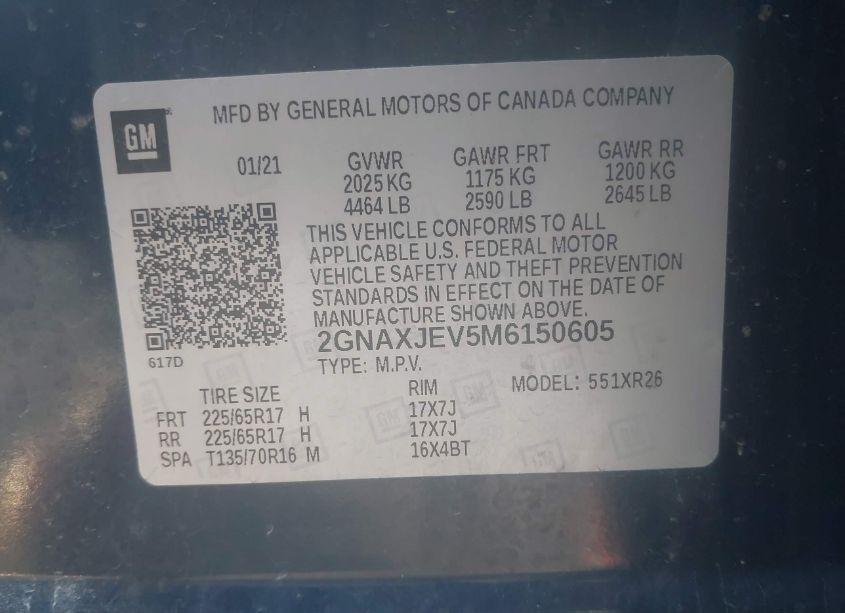 MFD BY GENERAL MOTORS OF CANADA COMPANY
GM
01/21 GVWR GAWR FRT GAWR RR
2025 KG 1175 KG 1200 KG
4464 LB 2590 LB 2645 LB
THIS VEHICLE CONFORMS TO ALL
APPLICABLE U.S. FEDERAL MOTOR
VEHICLE SAFETY AND THEFT PREVENTION
STANDARDS IN EFFECT ON THE DATE OF
MANUFACTURE SHOWN ABOVE.
2GNAXJEV5M6150605
617D
TYPE: M.P.V.
TIRE SIZE RIM MODEL: 551XR26
FRT 225/65R17 H 17X7J
RR 225/65R17 H 17X7J
SPA T135/70R16 M 16X4BT